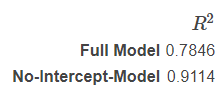 R²
Full Model 0.7846
No-Intercept-Model 0.9114